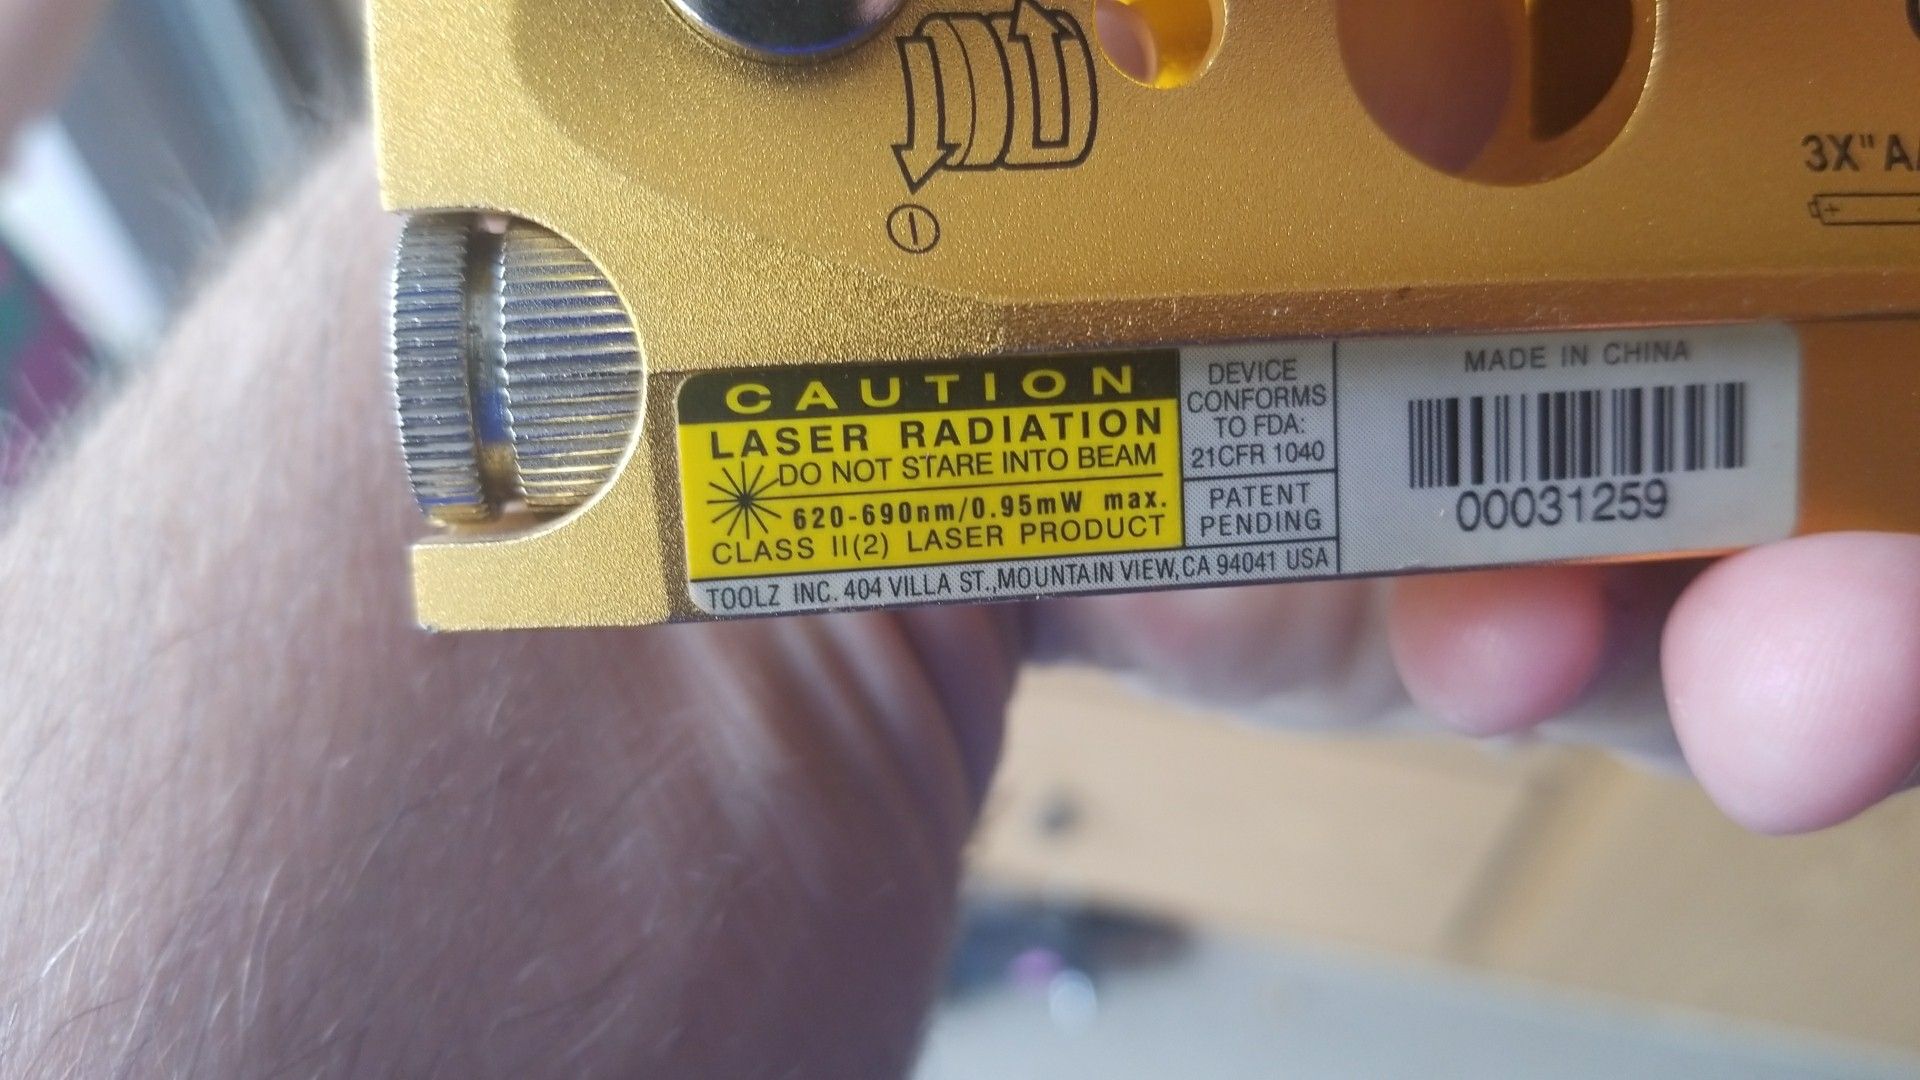 3X"A
CAUTION
LASER RADIATION
DO NOT STARE INTO BEAM
620-690nm/0.95mW max.
CLASS II(2) LASER PRODUCT
DEVICE
CONFORMS
TO FDA:
21CFR 1040
PATENT
PENDING
TOOLZ INC. 404 VILLA ST.,MOUNTAIN VIEW,CA 94041 USA
MADE IN CHINA
00031259